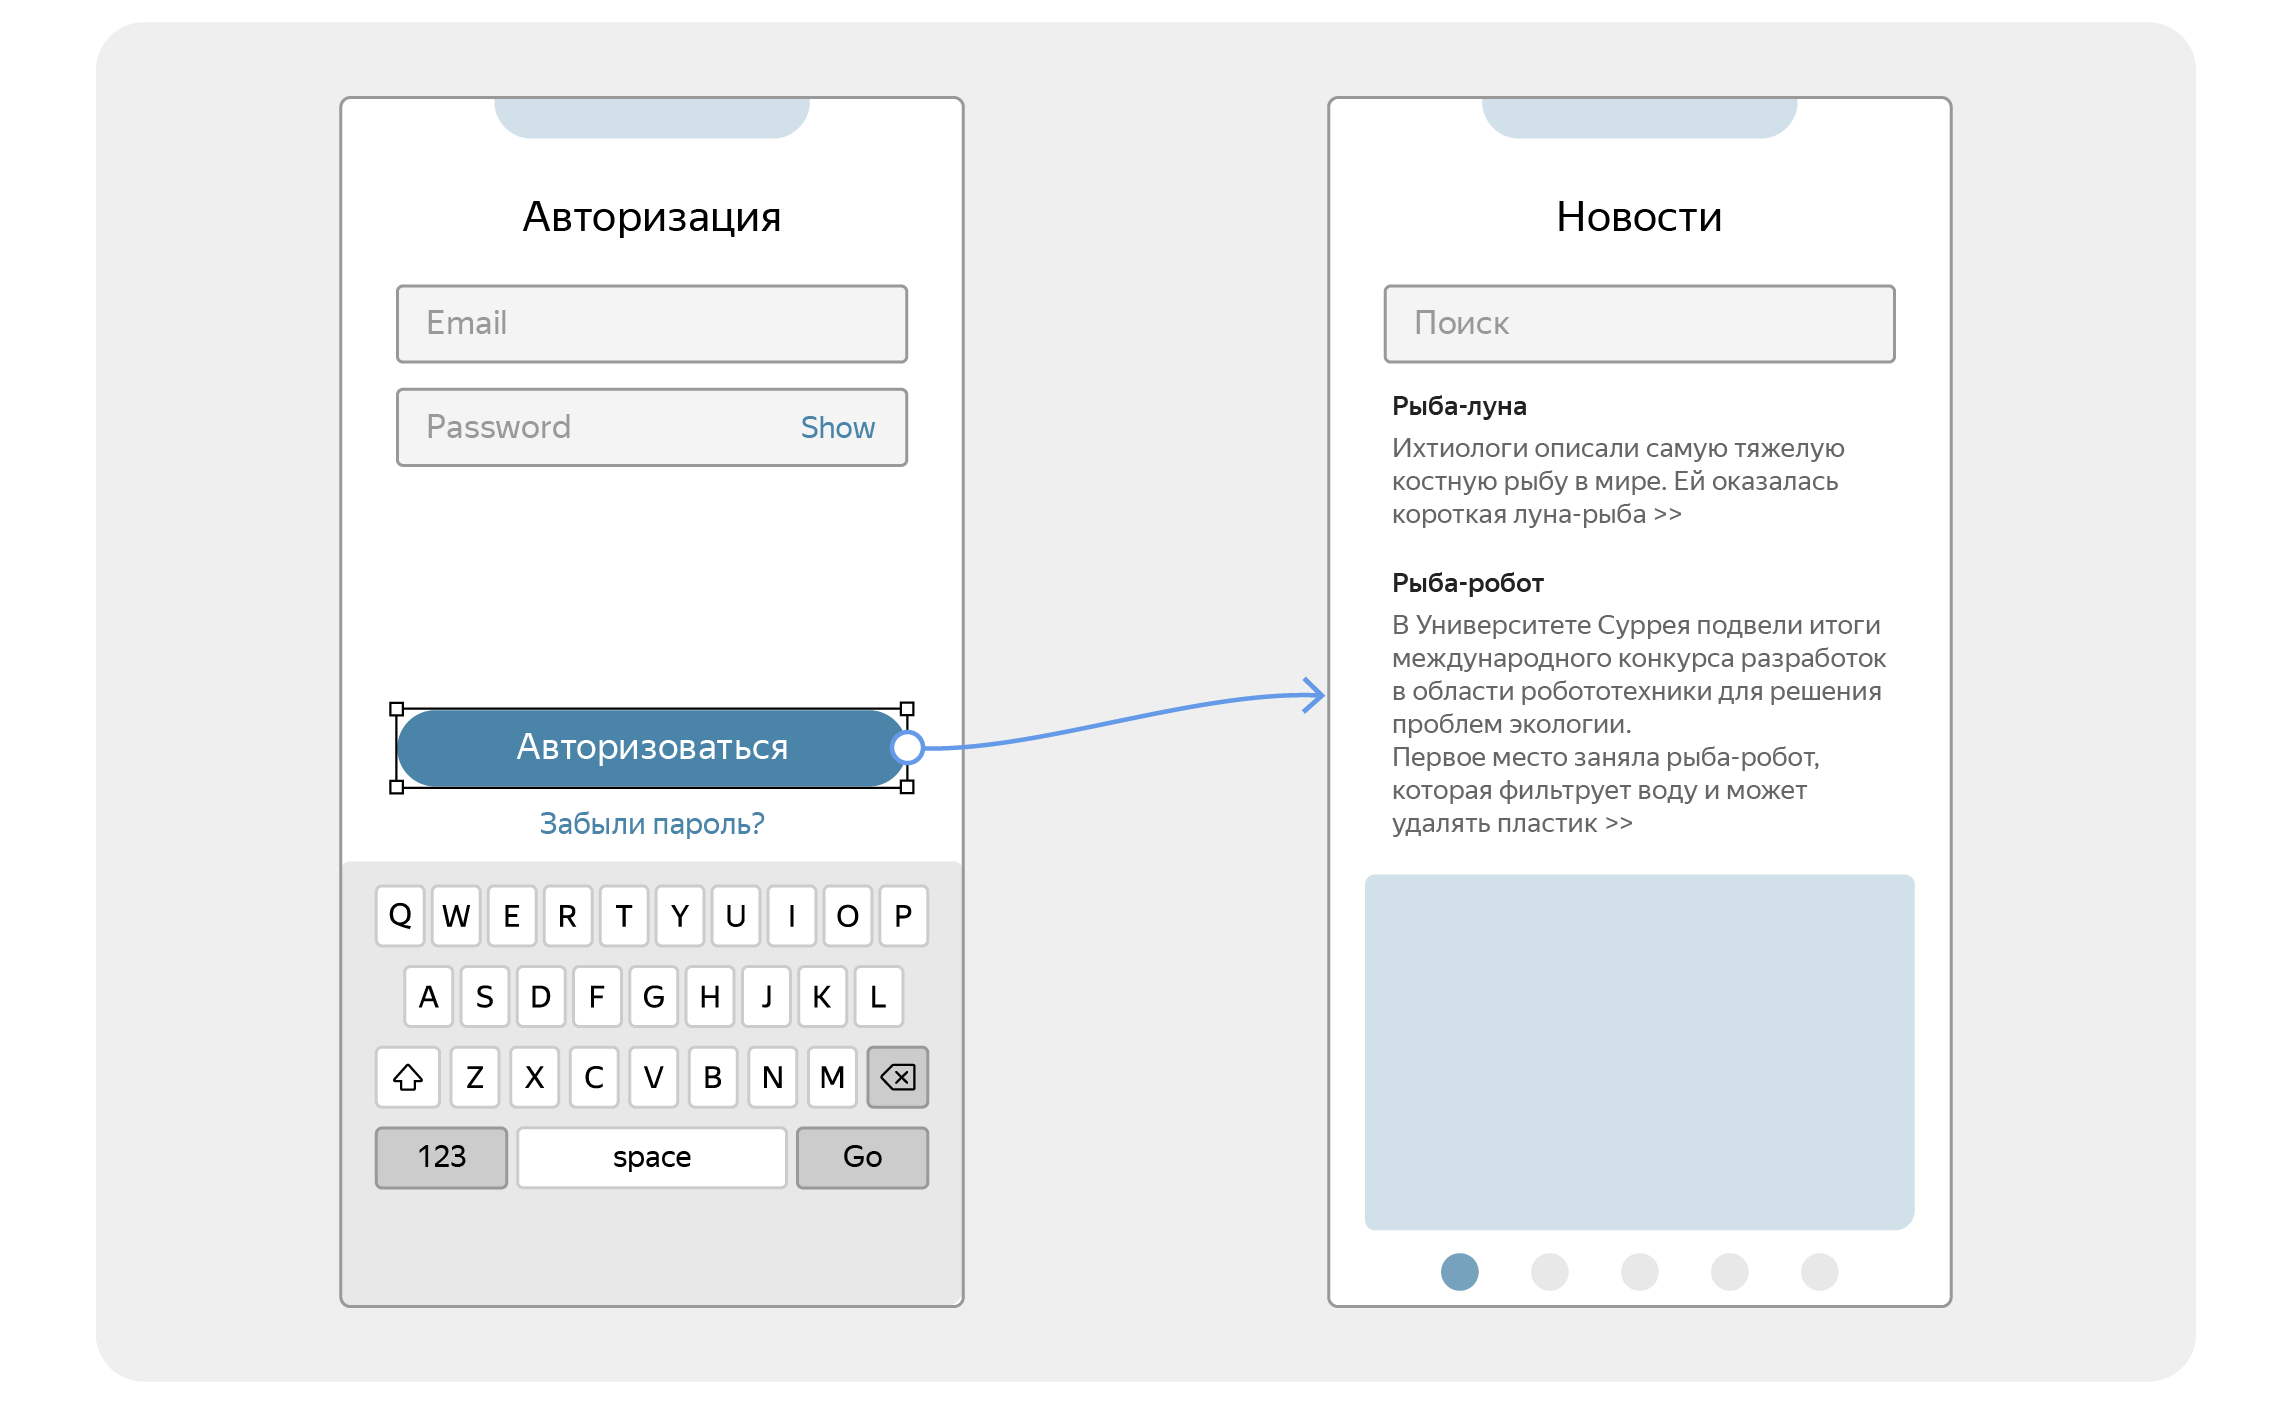 Авторизация
Email
Password Show
Авторизоваться
Забыли пароль?
Q W E R T Y U I O P
A S D F G H J K L
Z X C V B N M
123 space Go
Новости
Поиск
Рыба-луна
Ихтиологи описали самую тяжелую
костную рыбу в мире. Ей оказалась
короткая луна-рыба >>
Рыба-робот
В Университете Суррея подвели итоги
международного конкурса разработок
в области робототехники для решения
проблем экологии.
Первое место заняла рыба-робот,
которая фильтрует воду и может
удалять пластик >>